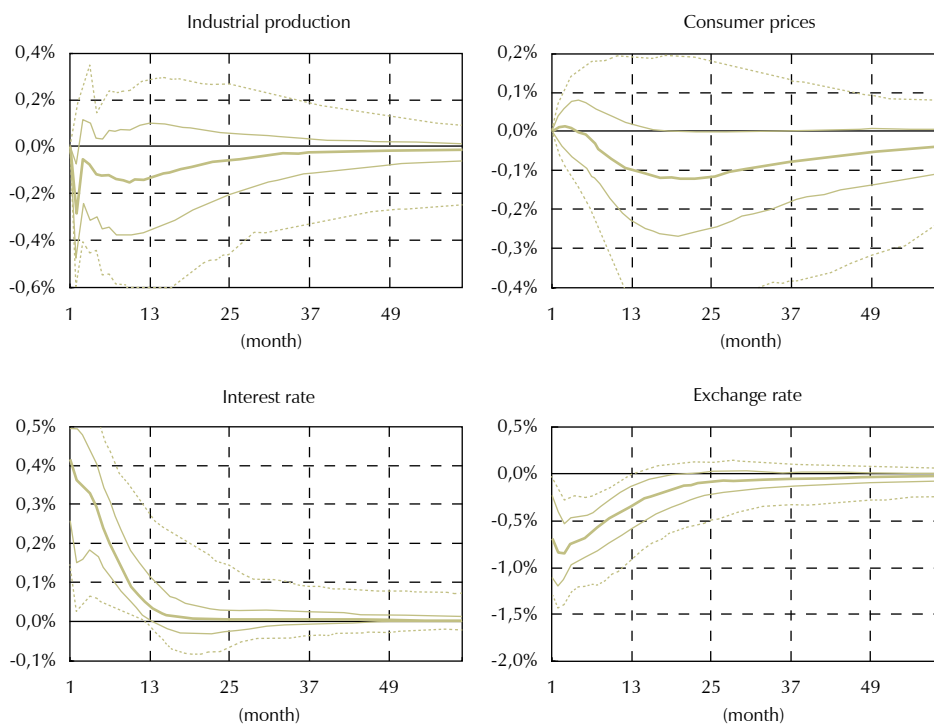 Industrial production
0,4%
0,2%
0,0%
-0,2%
-0,4%
-0,6%
1 13 25 37 49
(month)
Consumer prices
0,2%
0,1%
0,0%
-0,1%
-0,2%
-0,3%
-0,4%
1 13 25 37 49
(month)
Interest rate
0,5%
0,4%
0,3%
0,2%
0,1%
0,0%
-0,1%
1 13 25 37 49
(month)
Exchange rate
0,5%
0,0%
-0,5%
-1,0%
-1,5%
-2,0%
1 13 25 37 49
(month)